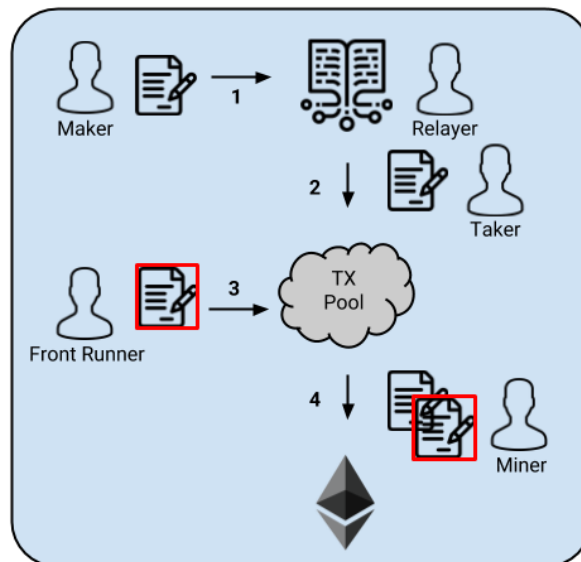 1
Maker
Relayer
2
Taker
TX
Pool
3
Front Runner
4
Miner